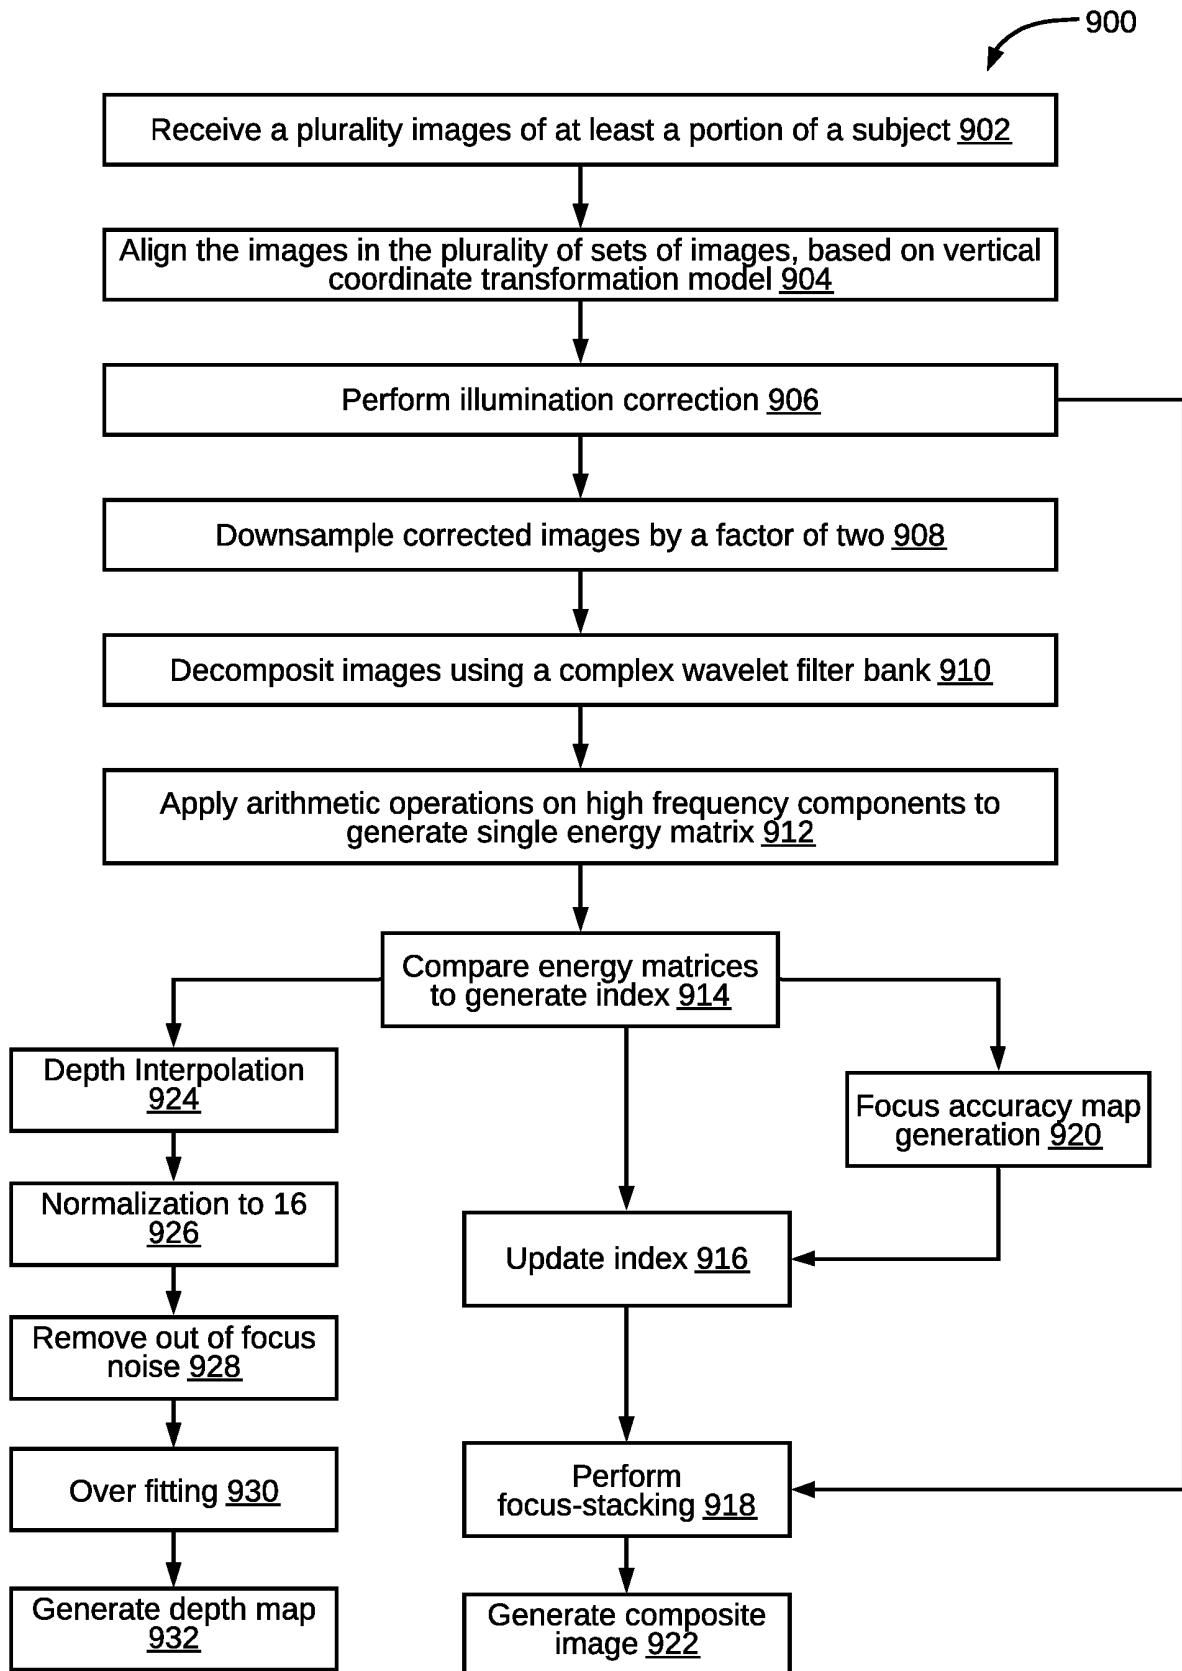 900
Receive a plurality images of at least a portion of a subject 902
Align the images in the plurality of sets of images, based on vertical
coordinate transformation model 904
Perform illumination correction 906
Downsample corrected images by a factor of two 908
Decomposit images using a complex wavelet filter bank 910
Apply arithmetic operations on high frequency components to
generate single energy matrix 912
Compare energy matrices
to generate index 914
Depth Interpolation
924
Focus accuracy map
generation 920
Normalization to 16
926
Update index 916
Remove out of focus
noise 928
Over fitting 930
Perform
focus-stacking 918
Generate depth map
932
Generate composite
image 922